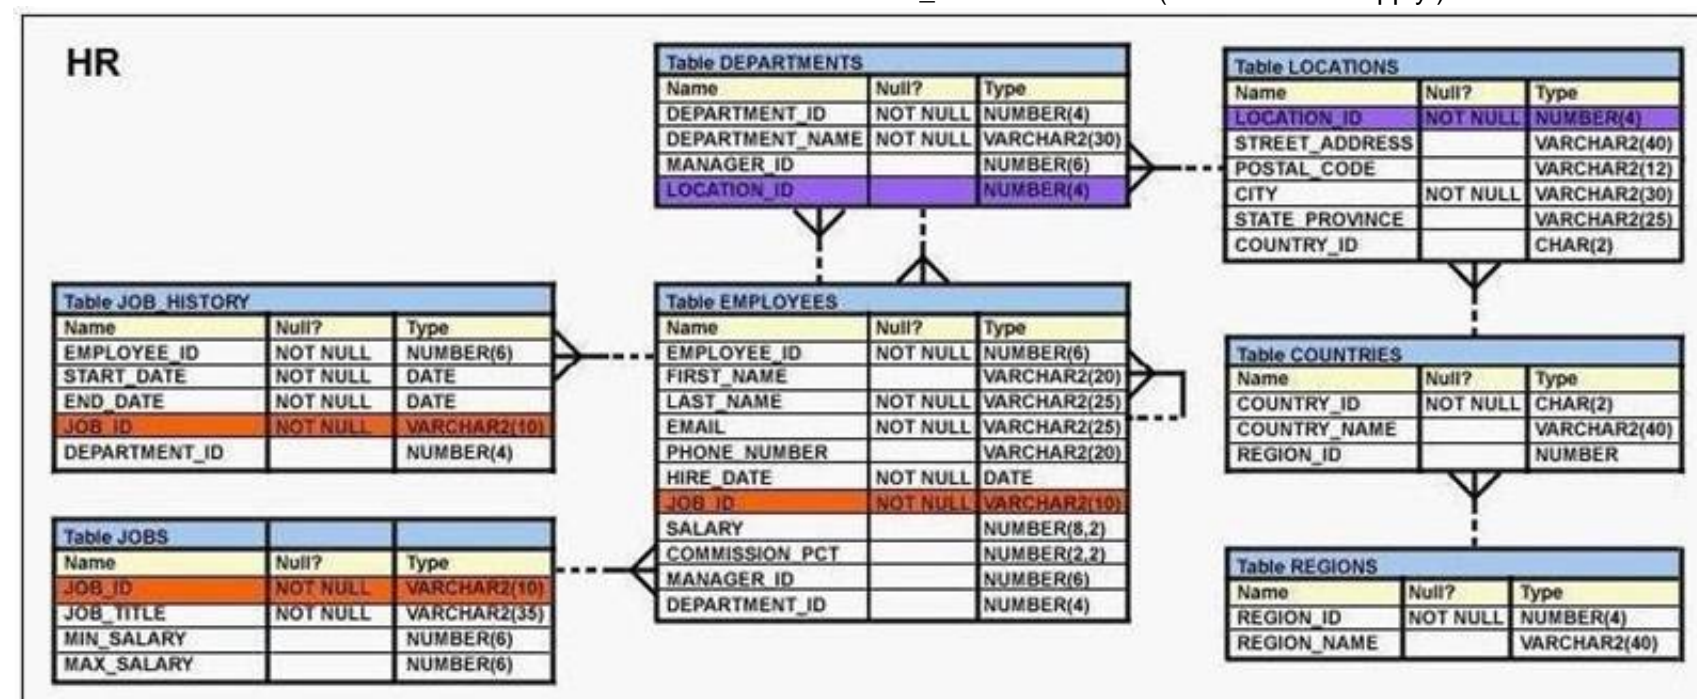 HR
Table DEPARTMENTS
Name Null? Type
DEPARTMENT_ID NOT NULL NUMBER(4)
DEPARTMENT_NAME NOT NULL VARCHAR2(30)
MANAGER_ID NUMBER(6)
LOCATION_ID NUMBER(4)
Table LOCATIONS
Name Null? Type
LOCATION_ID NOT NULL NUMBER(4)
STREET_ADDRESS VARCHAR2(40)
POSTAL_CODE VARCHAR2(12)
CITY NOT NULL VARCHAR2(30)
STATE_PROVINCE VARCHAR2(25)
COUNTRY_ID CHAR(2)
Table JOB_HISTORY
Name Null? Type
EMPLOYEE_ID NOT NULL NUMBER(6)
START_DATE NOT NULL DATE
END_DATE NOT NULL DATE
JOB_ID NOT NULL VARCHAR2(10)
DEPARTMENT_ID NUMBER(4)
Table EMPLOYEES
Name Null? Type
EMPLOYEE_ID NOT NULL NUMBER(6)
FIRST_NAME VARCHAR2(20)
LAST_NAME NOT NULL VARCHAR2(25)
EMAIL NOT NULL VARCHAR2(25)
PHONE_NUMBER VARCHAR2(20)
HIRE_DATE NOT NULL DATE
JOB_ID NOT NULL VARCHAR2(10)
SALARY NUMBER(8,2)
COMMISSION_PCT NUMBER(2,2)
MANAGER_ID NUMBER(6)
DEPARTMENT_ID NUMBER(4)
Table COUNTRIES
Name Null? Type
COUNTRY_ID NOT NULL CHAR(2)
COUNTRY_NAME VARCHAR2(40)
REGION_ID NUMBER
Table JOBS
Name Null? Type
JOB_ID NOT NULL VARCHAR2(10)
JOB_TITLE NOT NULL VARCHAR2(35)
MIN_SALARY NUMBER(6)
MAX_SALARY NUMBER(6)
Table REGIONS
Name Null? Type
REGION_ID NOT NULL NUMBER(4)
REGION_NAME VARCHAR2(40)